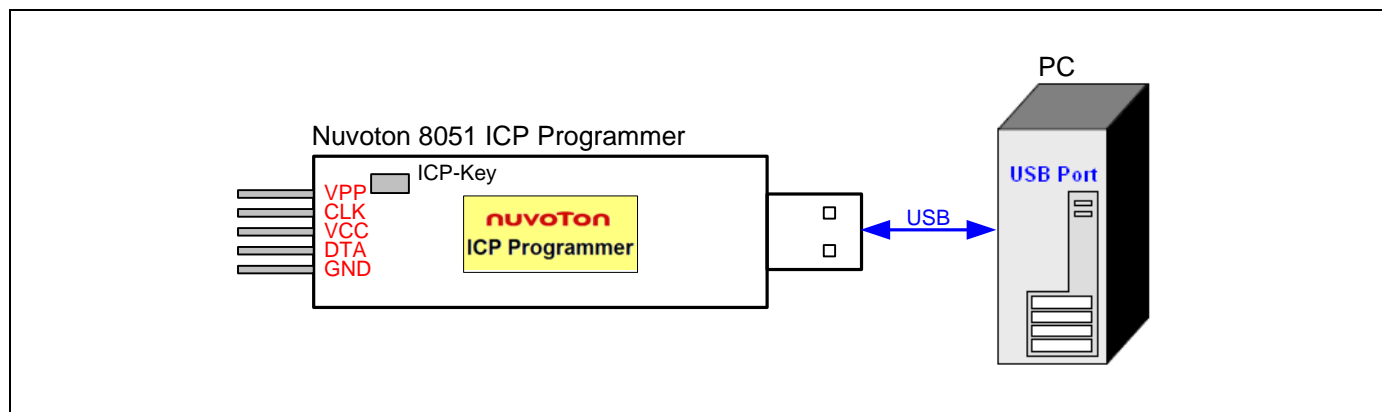 PC
Nuvoton 8051 ICP Programmer
ICP-Key
VPP
CLK
VCC
DTA
GND
nuvoTon
ICP Programmer
USB
USB Port